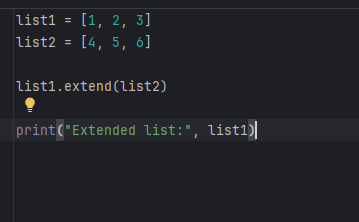 list1 = [1, 2, 3]
list2 = [4, 5, 6]
list1.extend(list2)
print("Extended list:", list1)